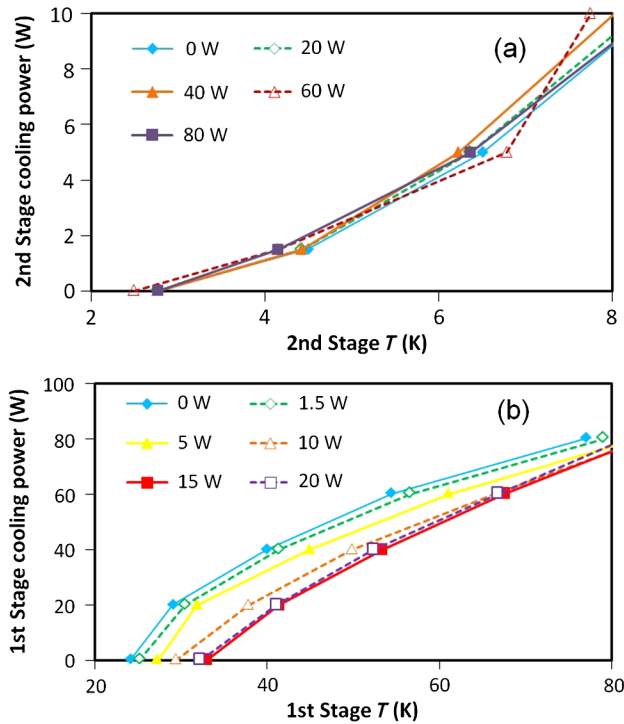 (a)
0 W
20 W
40 W
60 W
80 W
10
8
6
4
2
0
2nd Stage cooling power (W)
2
4
6
8
2nd Stage T (K)
(b)
0 W
1.5 W
5 W
10 W
15 W
20 W
100
80
60
40
20
0
1st Stage cooling power (W)
20
40
60
80
1st Stage T (K)